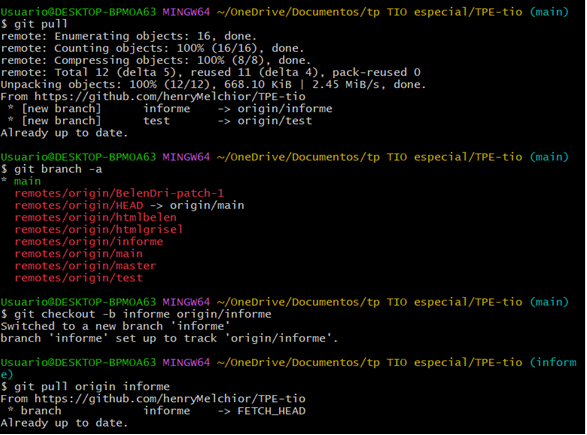 Usuario@DESKTOP-BPMOA63 MINGW64 ~/OneDrive/Documentos/tp TIO especial/TPE-tio (main)
$ git pull
remote: Enumerating objects: 16, done.
remote: Counting objects: 100% (16/16), done.
remote: Compressing objects: 100% (8/8), done.
remote: Total 12 (delta 5), reused 11 (delta 4), pack-reused 0
Unpacking objects: 100% (12/12), 668.10 KiB | 2.45 MiB/s, done.
From https://github.com/henryMelchior/TPE-tio
 * [new branch]      informe    -> origin/informe
 * [new branch]      test       -> origin/test
Already up to date.
Usuario@DESKTOP-BPMOA63 MINGW64 ~/OneDrive/Documentos/tp TIO especial/TPE-tio (main)
$ git branch -a
* main
  remotes/origin/BelenDri-patch-1
  remotes/origin/HEAD -> origin/main
  remotes/origin/htmlbelen
  remotes/origin/htmlgrisel
  remotes/origin/informe
  remotes/origin/main
  remotes/origin/master
  remotes/origin/test
Usuario@DESKTOP-BPMOA63 MINGW64 ~/OneDrive/Documentos/tp TIO especial/TPE-tio (main)
$ git checkout -b informe origin/informe
Switched to a new branch 'informe'
branch 'informe' set up to track 'origin/informe'.
Usuario@DESKTOP-BPMOA63 MINGW64 ~/OneDrive/Documentos/tp TIO especial/TPE-tio (inform
e)
$ git pull origin informe
From https://github.com/henryMelchior/TPE-tio
 * branch            informe    -> FETCH_HEAD
Already up to date.